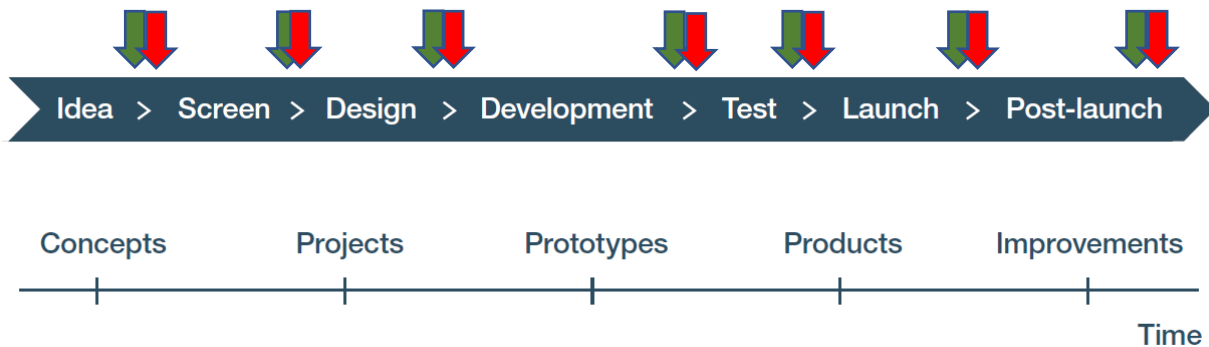 Idea > Screen > Design > Development > Test > Launch > Post-launch
Concepts Projects Prototypes Products Improvements
Time